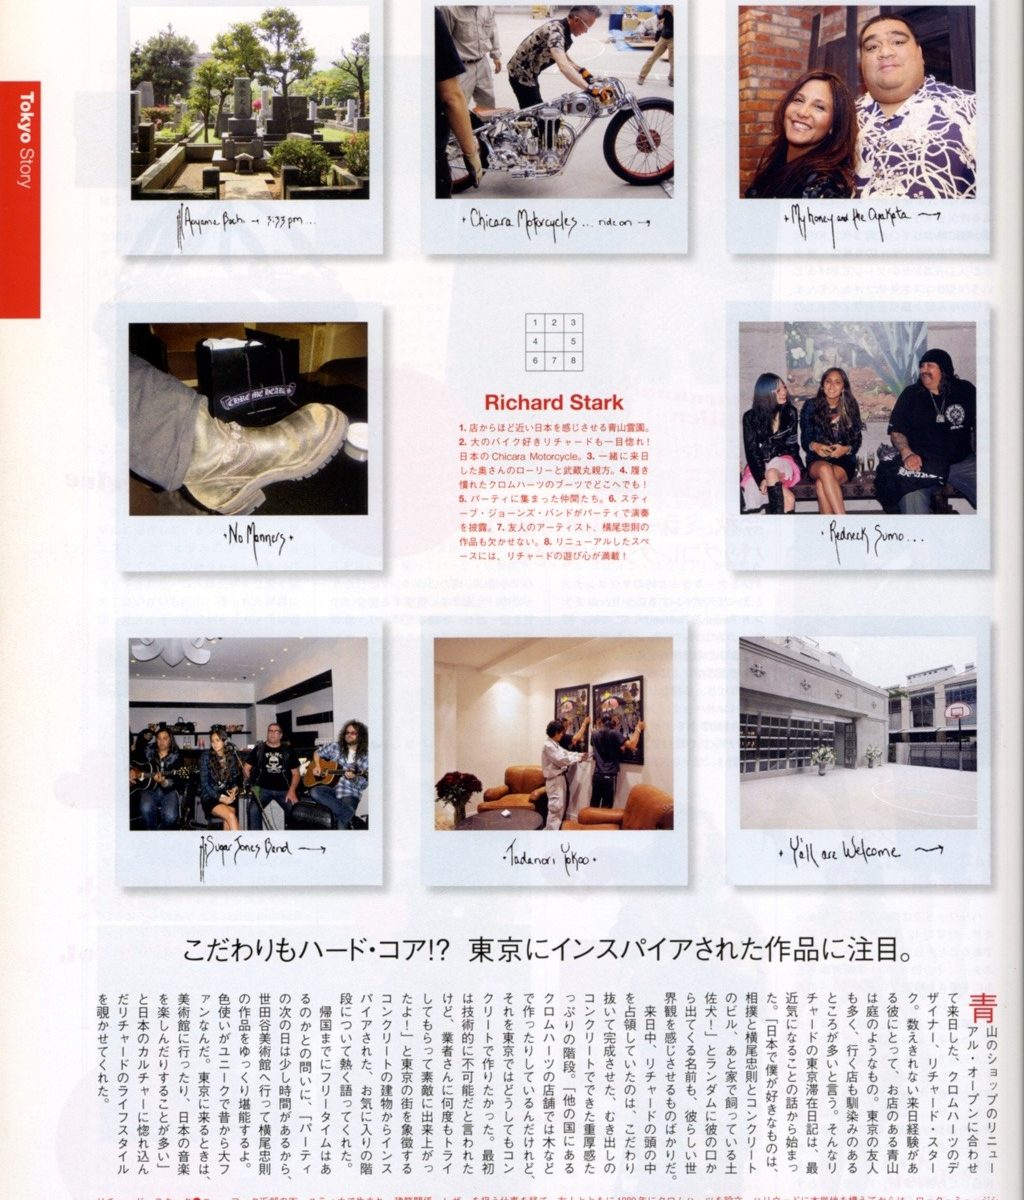 Tokyo Story
Aoyama Bochi → 3:33 pm...
• Chicara Motorcycles... ride on →
• My honey and the Oyakata →
CHROME HEARTS
• No Manners •
1 2 3
4 5
6 7 8
Richard Stark
1. 店からほど近い日本を感じさせる青山霊園。
2. 大のバイク好きリチャードも一目惚れ！
日本のChicara Motorcycle。3. 一緒に来日
した奥さんのローリーと武蔵丸親方。4. 履き
慣れたクロムハーツのブーツでどこへでも！
5. パーティに集まった仲間たち。6. スティ
ーブ・ジョーンズ・バンドがパーティで演奏
を披露。7. 友人のアーティスト、横尾忠則の
作品も欠かせない。8. リニューアルしたスペ
ースには、リチャードの遊び心が満載！
• Redneck Sumo...
Sugar Jones Band →
• Tadanori Yokoo •
• Ya'll are Welcome →
こだわりもハード・コア!? 東京にインスパイアされた作品に注目。
青山のショップのリニュー
アル・オープンに合わせ
て来日した、クロムハーツのデ
ザイナー、リチャード・スター
ク。数えきれない来日経験があ
る彼にとって、お店のある青山
は庭のようなもの。東京の友人
も多く、行く店も馴染みのある
ところが多いと言う。そんなリ
チャードの東京滞在日記は、最
近気になることの話から始まっ
た。「日本で僕が好きなものは、
相撲と横尾忠則とコンクリート
のビル、あと家で飼っている土
佐犬！」とランダムに彼の口か
ら出てくる名前も、彼らしい世
界観を感じさせるものばかりだ。
来日中、リチャードの頭の中
を占領していたのは、こだわり
抜いて完成させた、むき出しの
コンクリートでできた重厚感た
っぷりの階段。「他の国にある
クロムハーツの店舗では木など
で作ったりしているんだけれど、
それを東京ではどうしてもコン
クリートで作りたかった。最初
は技術的に不可能だと言われた
けど、業者さんに何度もトライ
してもらって素敵に出来上がっ
たよ！」と東京の街を象徴する
コンクリートの建物からインス
パイアされた、お気に入りの階
段について熱く語ってくれた。
帰国までにフリータイムはあ
るのかとの問いに、「パーティ
の次の日は少し時間があるから、
世田谷美術館へ行って横尾忠則
の作品をゆっくり堪能するよ。
色使いがユニークで昔から大フ
ァンなんだ。東京に来るときは、
美術館に行ったり、日本の音楽
を楽しんだりすることが多い」
と日本のカルチャーに惚れ込ん
だリチャードのライフスタイル
を覗かせてくれた。